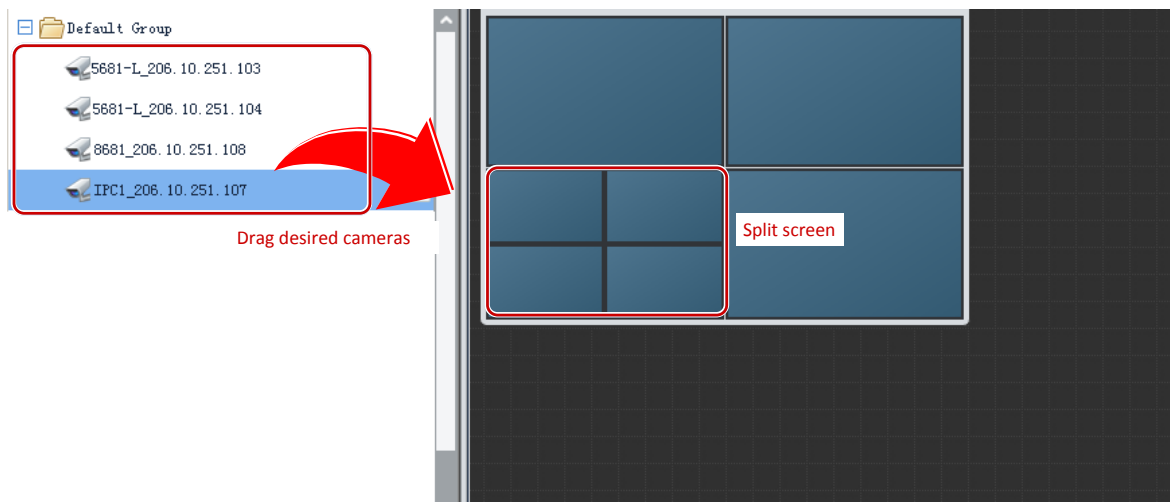 Default Group
5681-L_206.10.251.103
5681-L_206.10.251.104
8681_206.10.251.108
IPC1_206.10.251.107
Drag desired cameras
Split screen